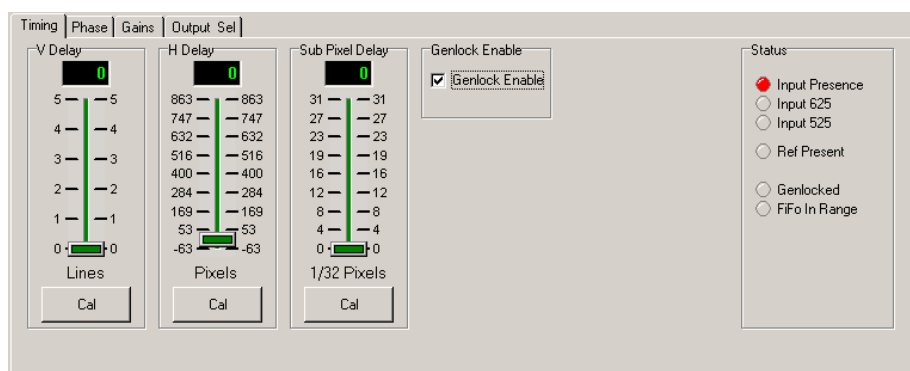 Timing Phase Gains Output Sel
V Delay
0
5 5
4 4
3 3
2 2
1 1
0 0
Lines
Cal
H Delay
0
863 863
747 747
632 632
516 516
400 400
284 284
169 169
53 53
-63 -63
Pixels
Cal
Sub Pixel Delay
0
31 31
27 27
23 23
19 19
16 16
12 12
8 8
4 4
0 0
1/32 Pixels
Cal
Genlock Enable
Genlock Enable
Status
Input Presence
Input 625
Input 525
Ref Present
Genlocked
FiFo In Range